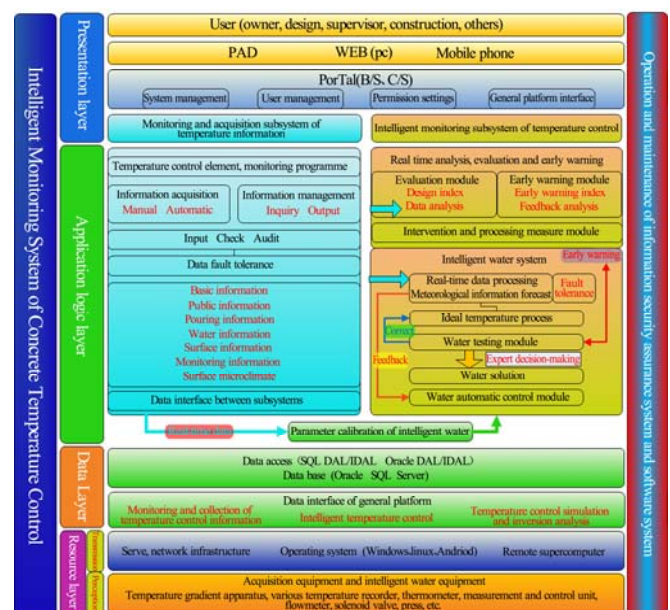 Intelligent Monitoring System of Concrete Temperature Control
Presentation layer
User (owner, design, supervisor, construction, others)
PAD WEB (pc) Mobile phone
PorTal(B/S、C/S)
System management User management Permission settings General platform interface
Monitoring and acquisition subsystem of
temperature information
Intelligent monitoring subsystem of temperature control
Application logic layer
Temperature control element, monitoring programme
Information acquisition
Manual Automatic
Information management
Inquiry Output
Input Check Audit
Data fault tolerance
Basic information
Public information
Pouring information
Water information
Surface information
Monitoring information
Surface microclimate
Data interface between subsystems
Real time analysis, evaluation and early warning
Evaluation module
Design index
Data analysis
Early warning module
Early warning index
Feedback analysis
Intervention and processing measure module
Intelligent water system
Early warning
Real-time data processing
Meteorological information forecast
Fault
tolerance
Ideal temperature process
Correct
Water testing module
Feedback
Expert decision-making
Water solution
Water automatic control module
Parameter calibration of intelligent water
Data Layer
Data access (SQL DAL/IDAL Oracle DAL/IDAL)
Data base (Oracle SQL Server)
Data interface of general platform
Monitoring and collection of
temperature control information
Intelligent temperature control
Temperature control simulation
and inversion analysis
Resource layer
Transmission
Perception
Serve, network infrastructure Operating system (Windows,linux,Andriod) Remote supercomputer
Acquisition equipment and intelligent water equipment
Temperature gradient apparatus, various temperature recorder, thermometer, measurement and control unit,
flowmeter, solenoid valve, press, etc.
Operation and maintenance of information security assurance system and software system